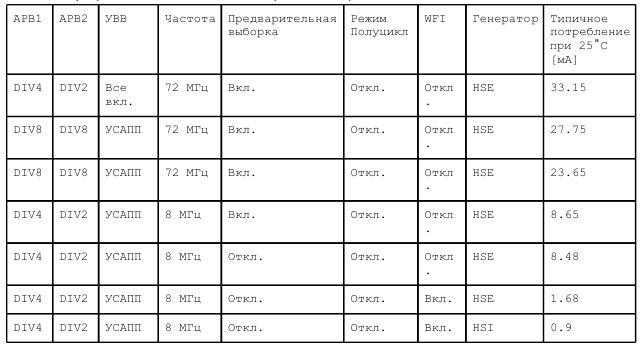 APB1 APB2 УВВ Частота Предварительная выборка Режим Полуцикл WFI Генератор Типичное потребление при 25˚C [мА]
DIV4 DIV2 Все вкл. 72 МГц Вкл. Откл. Откл. HSE 33.15
DIV8 DIV8 УСАПП 72 МГц Вкл. Откл. Откл. HSE 27.75
DIV8 DIV8 УСАПП 72 МГц Вкл. Откл. Откл. HSE 23.65
DIV4 DIV2 УСАПП 8 МГц Вкл. Откл. Откл. HSE 8.65
DIV4 DIV2 УСАПП 8 МГц Откл. Откл. Откл. HSE 8.48
DIV4 DIV2 УСАПП 8 МГц Откл. Откл. Вкл. HSE 1.68
DIV4 DIV2 УСАПП 8 МГц Откл. Откл. Вкл. HSI 0.9